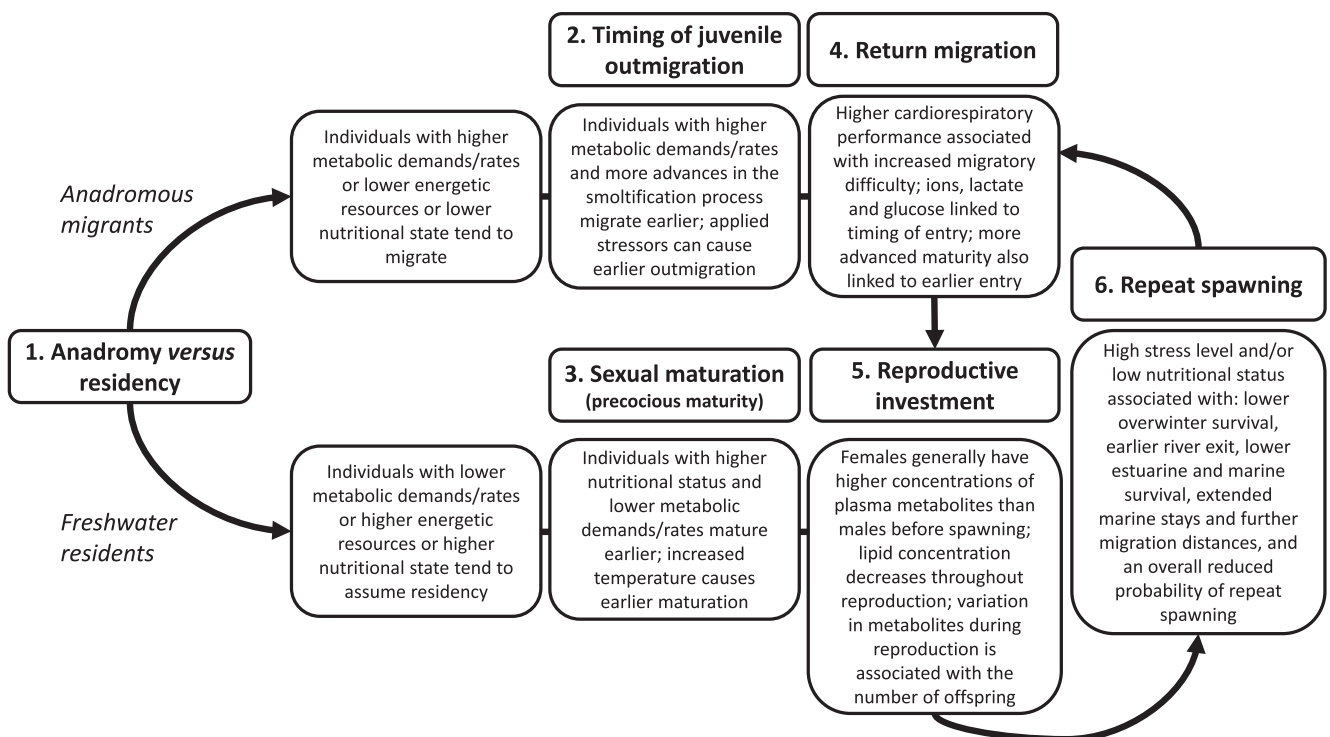 2. Timing of juvenile
outmigration
4. Return migration
Individuals with higher
metabolic demands/rates
or lower energetic
resources or lower
nutritional state tend to
migrate
Individuals with higher
metabolic demands/rates
and more advances in the
smoltification process
migrate earlier; applied
stressors can cause
earlier outmigration
Higher cardiorespiratory
performance associated
with increased migratory
difficulty; ions, lactate
and glucose linked to
timing of entry; more
advanced maturity also
linked to earlier entry
Anadromous
migrants
1. Anadromy versus
residency
Freshwater
residents
3. Sexual maturation
(precocious maturity)
5. Reproductive
investment
Individuals with lower
metabolic demands/rates
or higher energetic
resources or higher
nutritional state tend to
assume residency
Individuals with higher
nutritional status and
lower metabolic
demands/rates mature
earlier; increased
temperature causes
earlier maturation
Females generally have
higher concentrations of
plasma metabolites than
males before spawning;
lipid concentration
decreases throughout
reproduction; variation
in metabolites during
reproduction is
associated with the
number of offspring
6. Repeat spawning
High stress level and/or
low nutritional status
associated with: lower
overwinter survival,
earlier river exit, lower
estuarine and marine
survival, extended
marine stays and further
migration distances, and
an overall reduced
probability of repeat
spawning